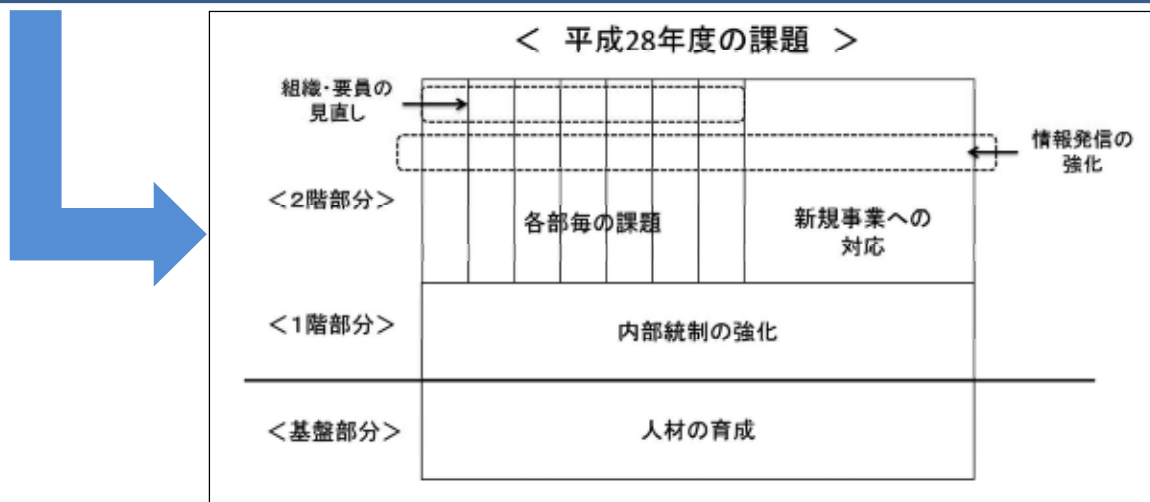 ＜ 平成28年度の課題 ＞
組織・要員の
見直し
情報発信の
強化
＜2階部分＞
各部毎の課題
新規事業への
対応
＜1階部分＞
内部統制の強化
＜基盤部分＞
人材の育成